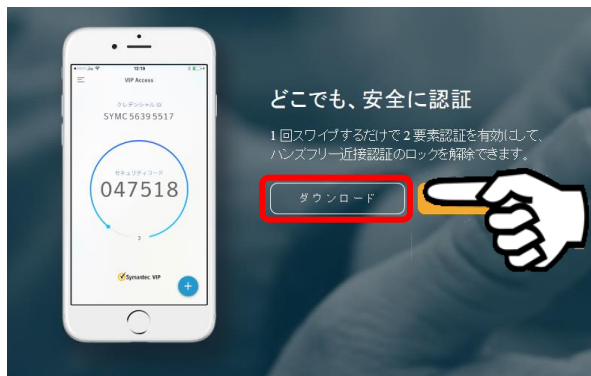 12:19
VIP Access
クレデンシャル ID
SYMC 5639 5517
セキュリティコード
047518
3
Symantec VIP
+
どこでも、安全に認証
1 回スワイプするだけで 2 要素認証を有効にして、
ハンズフリー近接認証のロックを解除できます。
ダウンロード